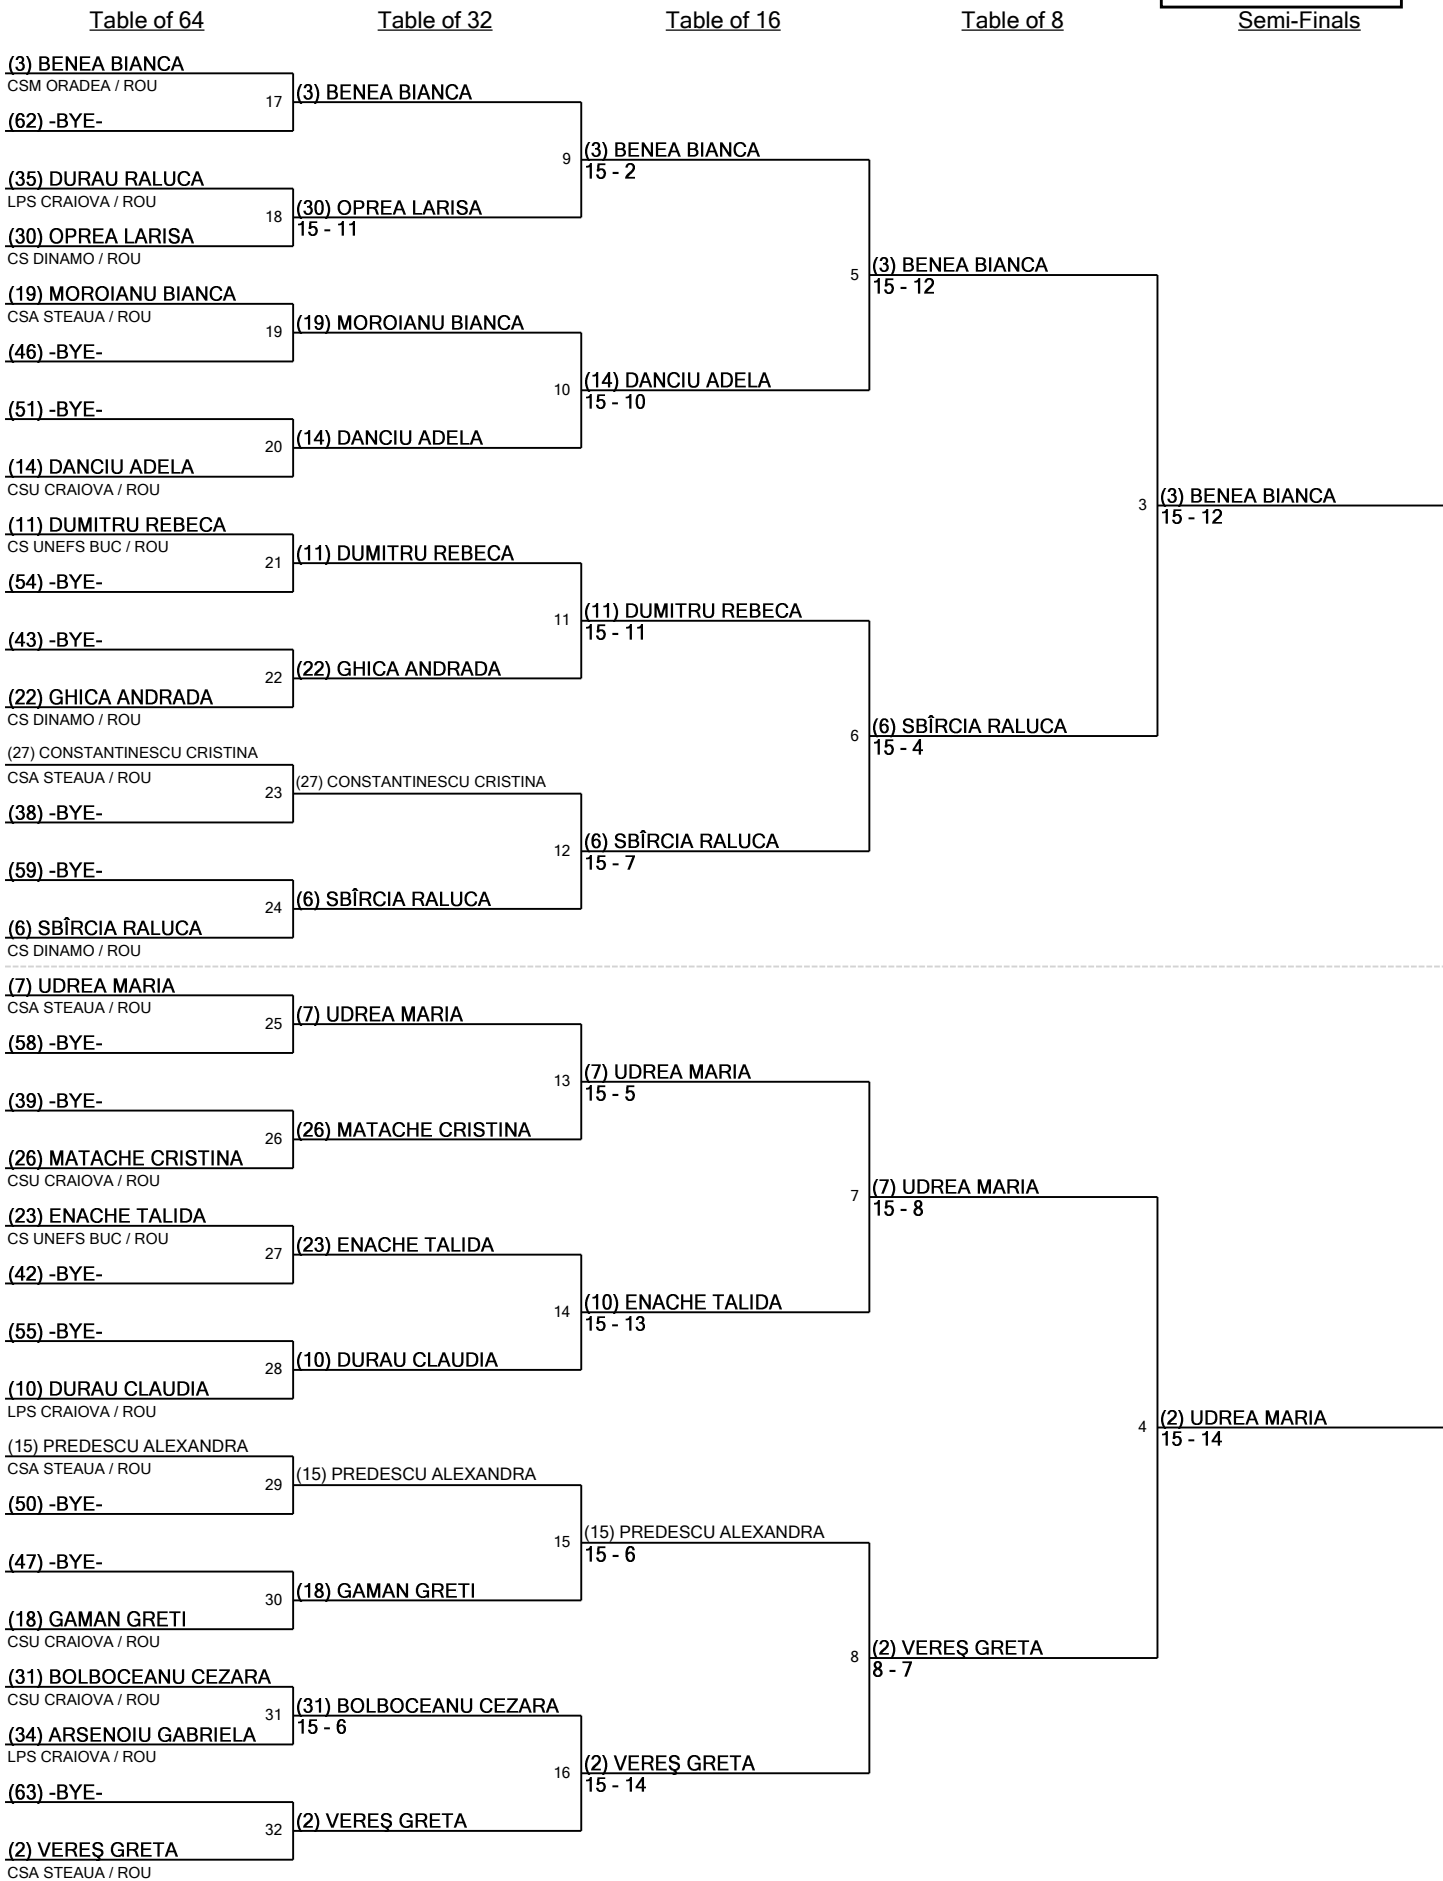 Table of 64
Table of 32
Table of 16
Table of 8
Semi-Finals
(3) BENEA BIANCA
CSM ORADEA / ROU
17
(3) BENEA BIANCA
(62) -BYE-
9
(3) BENEA BIANCA
15 - 2
(35) DURAU RALUCA
LPS CRAIOVA / ROU
18
(30) OPREA LARISA
15 - 11
(30) OPREA LARISA
CS DINAMO / ROU
5
(3) BENEA BIANCA
15 - 12
(19) MOROIANU BIANCA
CSA STEAUA / ROU
19
(19) MOROIANU BIANCA
(46) -BYE-
10
(14) DANCIU ADELA
15 - 10
(51) -BYE-
20
(14) DANCIU ADELA
(14) DANCIU ADELA
CSU CRAIOVA / ROU
3
(3) BENEA BIANCA
15 - 12
(11) DUMITRU REBECA
CS UNEFS BUC / ROU
21
(11) DUMITRU REBECA
(54) -BYE-
11
(11) DUMITRU REBECA
15 - 11
(43) -BYE-
22
(22) GHICA ANDRADA
(22) GHICA ANDRADA
CS DINAMO / ROU
6
(6) SBÎRCIA RALUCA
15 - 4
(27) CONSTANTINESCU CRISTINA
CSA STEAUA / ROU
23
(27) CONSTANTINESCU CRISTINA
(38) -BYE-
12
(6) SBÎRCIA RALUCA
15 - 7
(59) -BYE-
24
(6) SBÎRCIA RALUCA
(6) SBÎRCIA RALUCA
CS DINAMO / ROU
(7) UDREA MARIA
CSA STEAUA / ROU
25
(7) UDREA MARIA
(58) -BYE-
13
(7) UDREA MARIA
15 - 5
(39) -BYE-
26
(26) MATACHE CRISTINA
(26) MATACHE CRISTINA
CSU CRAIOVA / ROU
7
(7) UDREA MARIA
15 - 8
(23) ENACHE TALIDA
CS UNEFS BUC / ROU
27
(23) ENACHE TALIDA
(42) -BYE-
14
(10) ENACHE TALIDA
15 - 13
(55) -BYE-
28
(10) DURAU CLAUDIA
(10) DURAU CLAUDIA
LPS CRAIOVA / ROU
4
(2) UDREA MARIA
15 - 14
(15) PREDESCU ALEXANDRA
CSA STEAUA / ROU
29
(15) PREDESCU ALEXANDRA
(50) -BYE-
15
(15) PREDESCU ALEXANDRA
15 - 6
(47) -BYE-
30
(18) GAMAN GRETI
(18) GAMAN GRETI
CSU CRAIOVA / ROU
8
(2) VEREŞ GRETA
8 - 7
(31) BOLBOCEANU CEZARA
CSU CRAIOVA / ROU
31
(31) BOLBOCEANU CEZARA
15 - 6
(34) ARSENOIU GABRIELA
LPS CRAIOVA / ROU
16
(2) VEREŞ GRETA
15 - 14
(63) -BYE-
32
(2) VEREŞ GRETA
(2) VEREŞ GRETA
CSA STEAUA / ROU